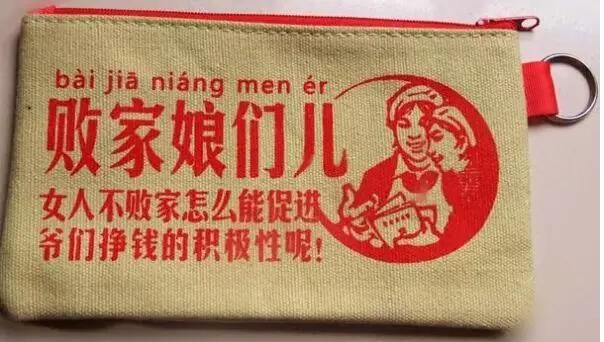 bài jiā niáng men ér
败家娘们儿
女人不败家怎么能促进
爷们挣钱的积极性呢!